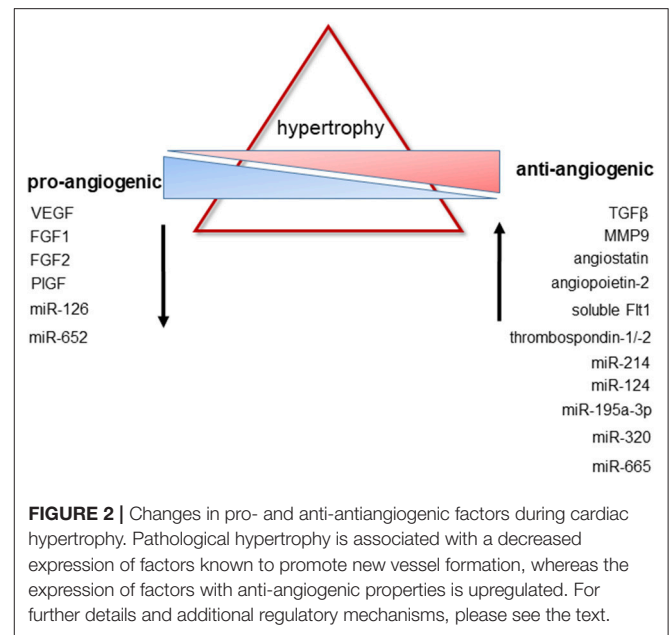 hypertrophy
pro-angiogenic
VEGF
FGF1
FGF2
PlGF
miR-126
miR-652
anti-angiogenic
TGFβ
MMP9
angiostatin
angiopoietin-2
soluble Flt1
thrombospondin-1/-2
miR-214
miR-124
miR-195a-3p
miR-320
miR-665
FIGURE 2 | Changes in pro- and anti-antiangiogenic factors during cardiac
hypertrophy. Pathological hypertrophy is associated with a decreased
expression of factors known to promote new vessel formation, whereas the
expression of factors with anti-angiogenic properties is upregulated. For
further details and additional regulatory mechanisms, please see the text.